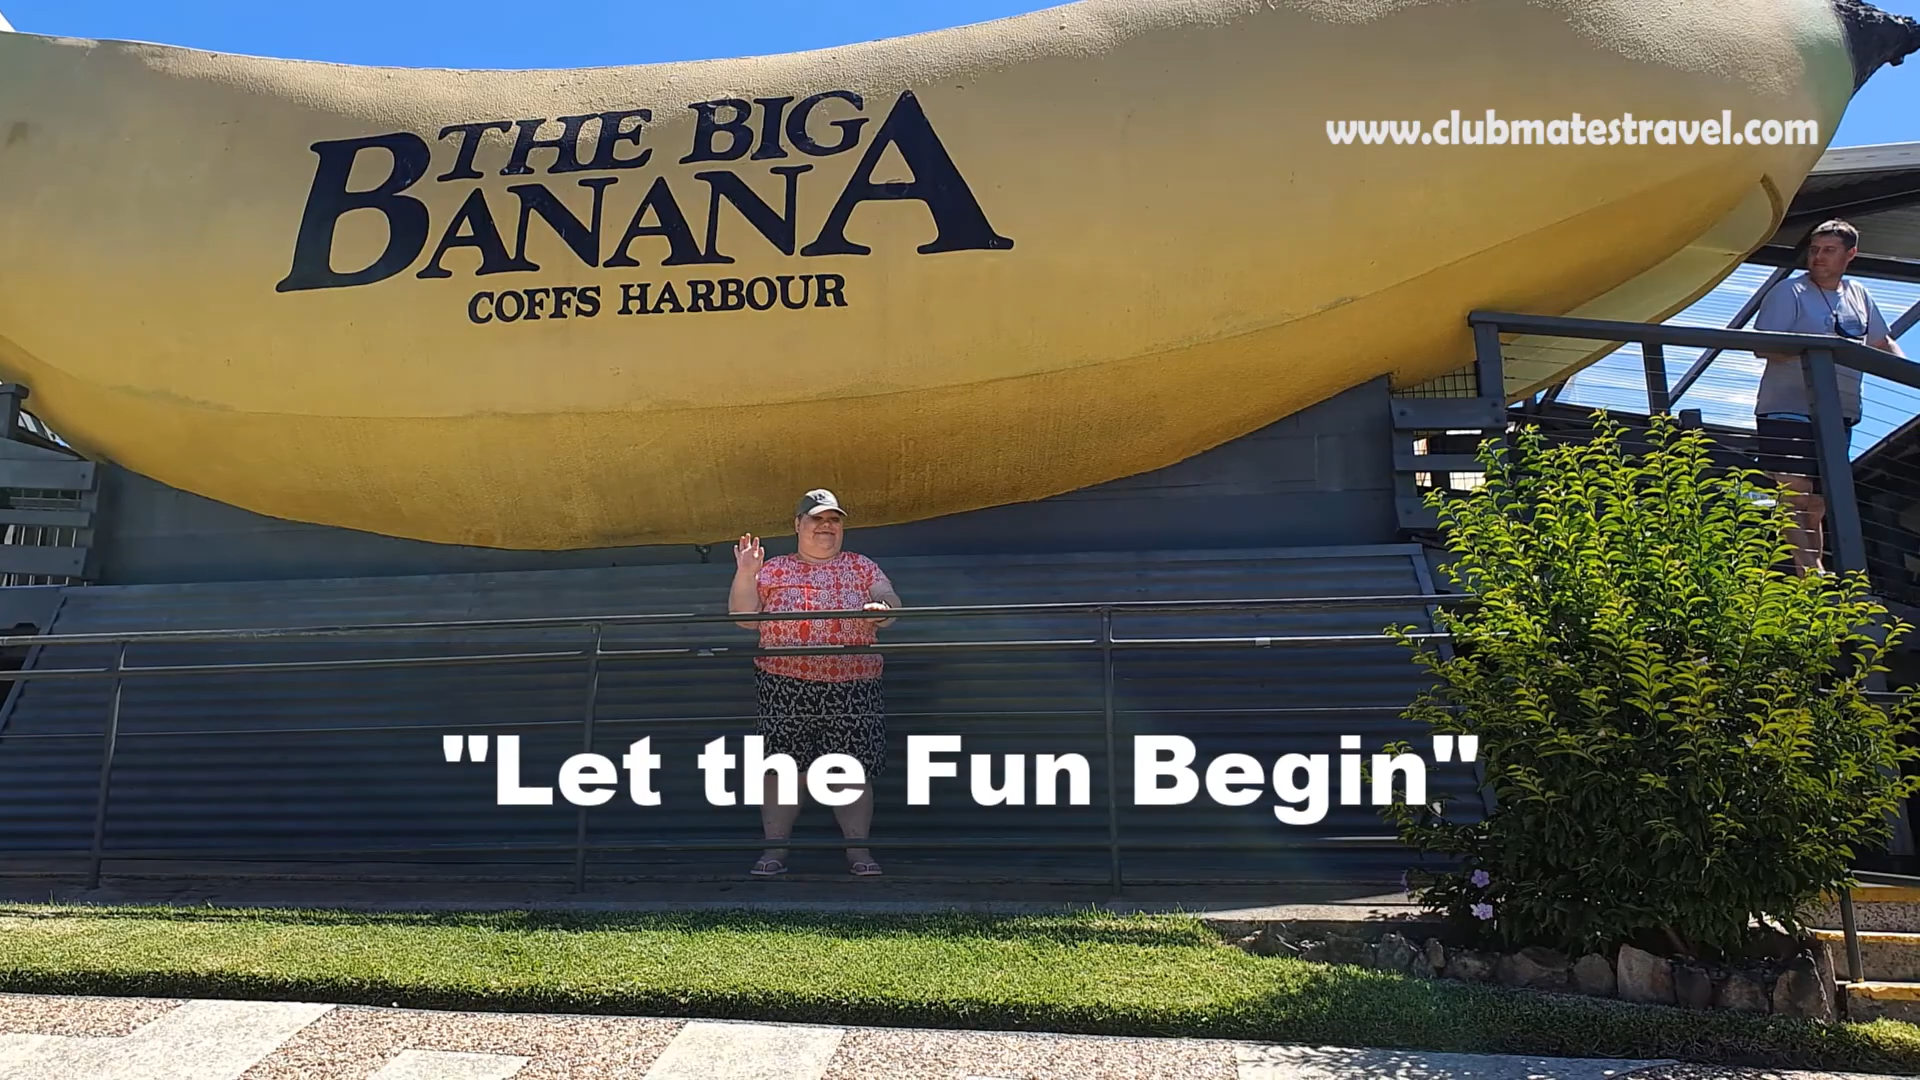 www.clubmatestravel.com
THE BIG
BANANA
COFFS HARBOUR
"Let the Fun Begin"